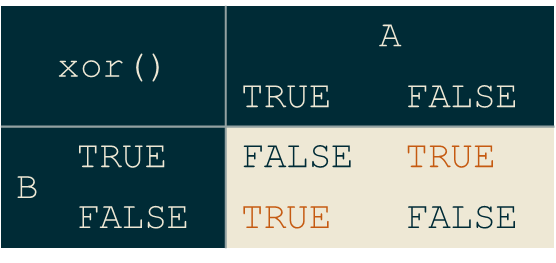 xor()
A
TRUE FALSE
B
TRUE FALSE TRUE
FALSE TRUE FALSE